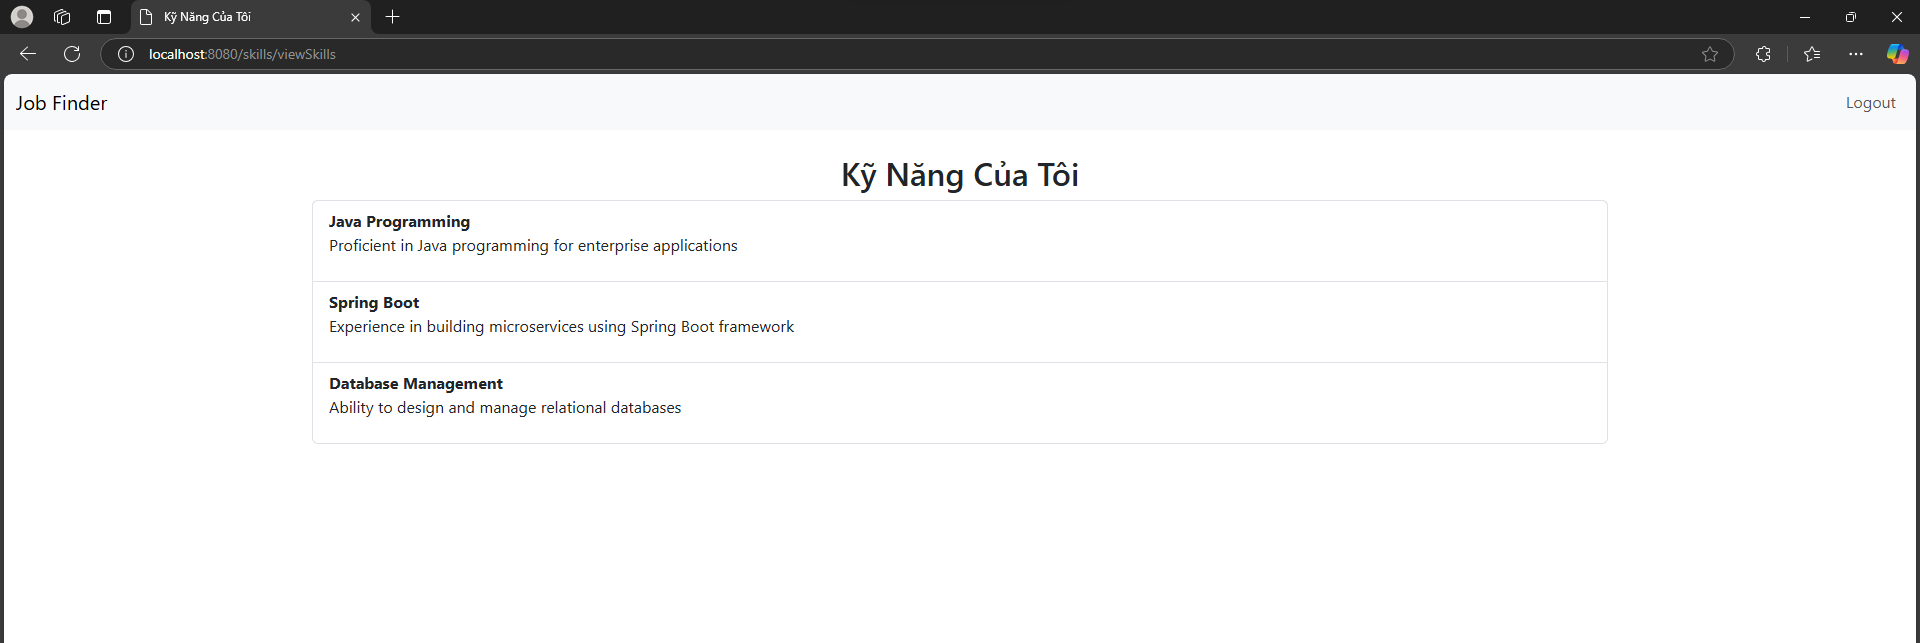 Kỹ Năng Của Tôi
localhost:8080/skills/viewSkills
Job Finder
Logout
Kỹ Năng Của Tôi
Java Programming
Proficient in Java programming for enterprise applications
Spring Boot
Experience in building microservices using Spring Boot framework
Database Management
Ability to design and manage relational databases